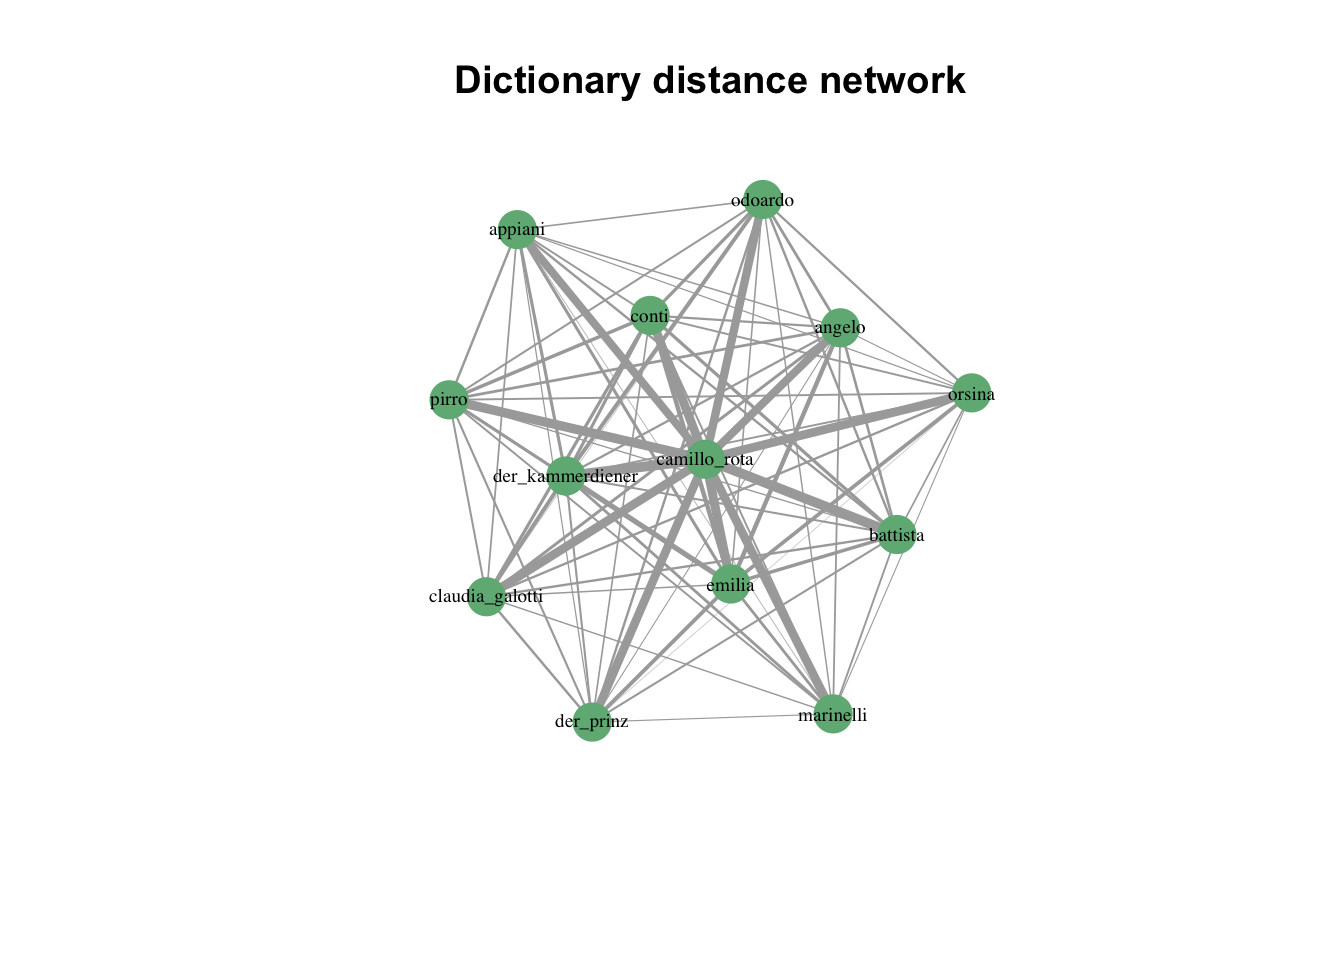 Dictionary distance network
odoardo
appiani
conti
angelo
orsina
pirro
camillo_rota
der_kammerdiener
battista
emilia
claudia_galotti
marinelli
der_prinz